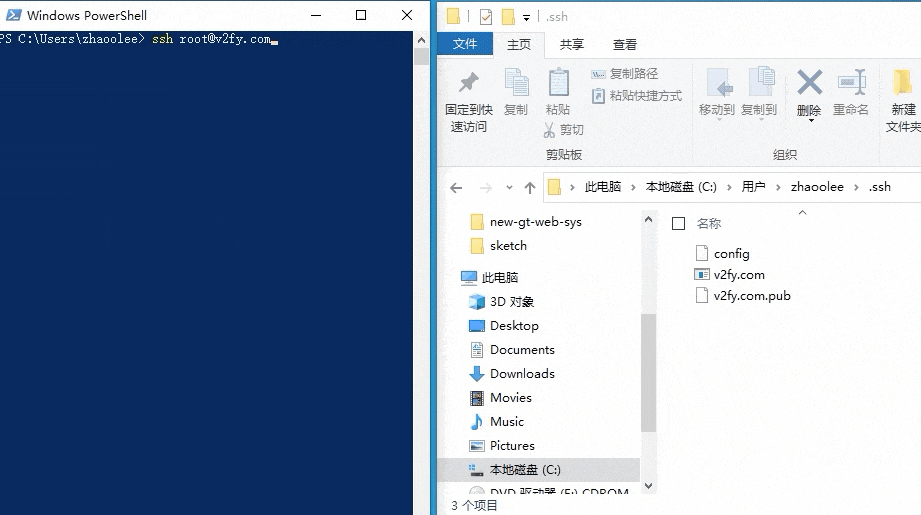 Windows PowerShell
PS C:\Users\zhaoolee> ssh root@v2fy.com
.ssh
文件 主页 共享 查看
固定到快速访问
复制
粘贴
复制路径
粘贴快捷方式
剪切
剪贴板
移动到
复制到
删除
重命名
组织
新建
文件夹
此电脑 › 本地磁盘 (C:) › 用户 › zhaoolee › .ssh
new-gt-web-sys
sketch
此电脑
3D 对象
Desktop
Documents
Downloads
Movies
Music
Pictures
本地磁盘 (C:)
DVD 驱动器 (E:) CDROM
名称
config
v2fy.com
v2fy.com.pub
3 个项目